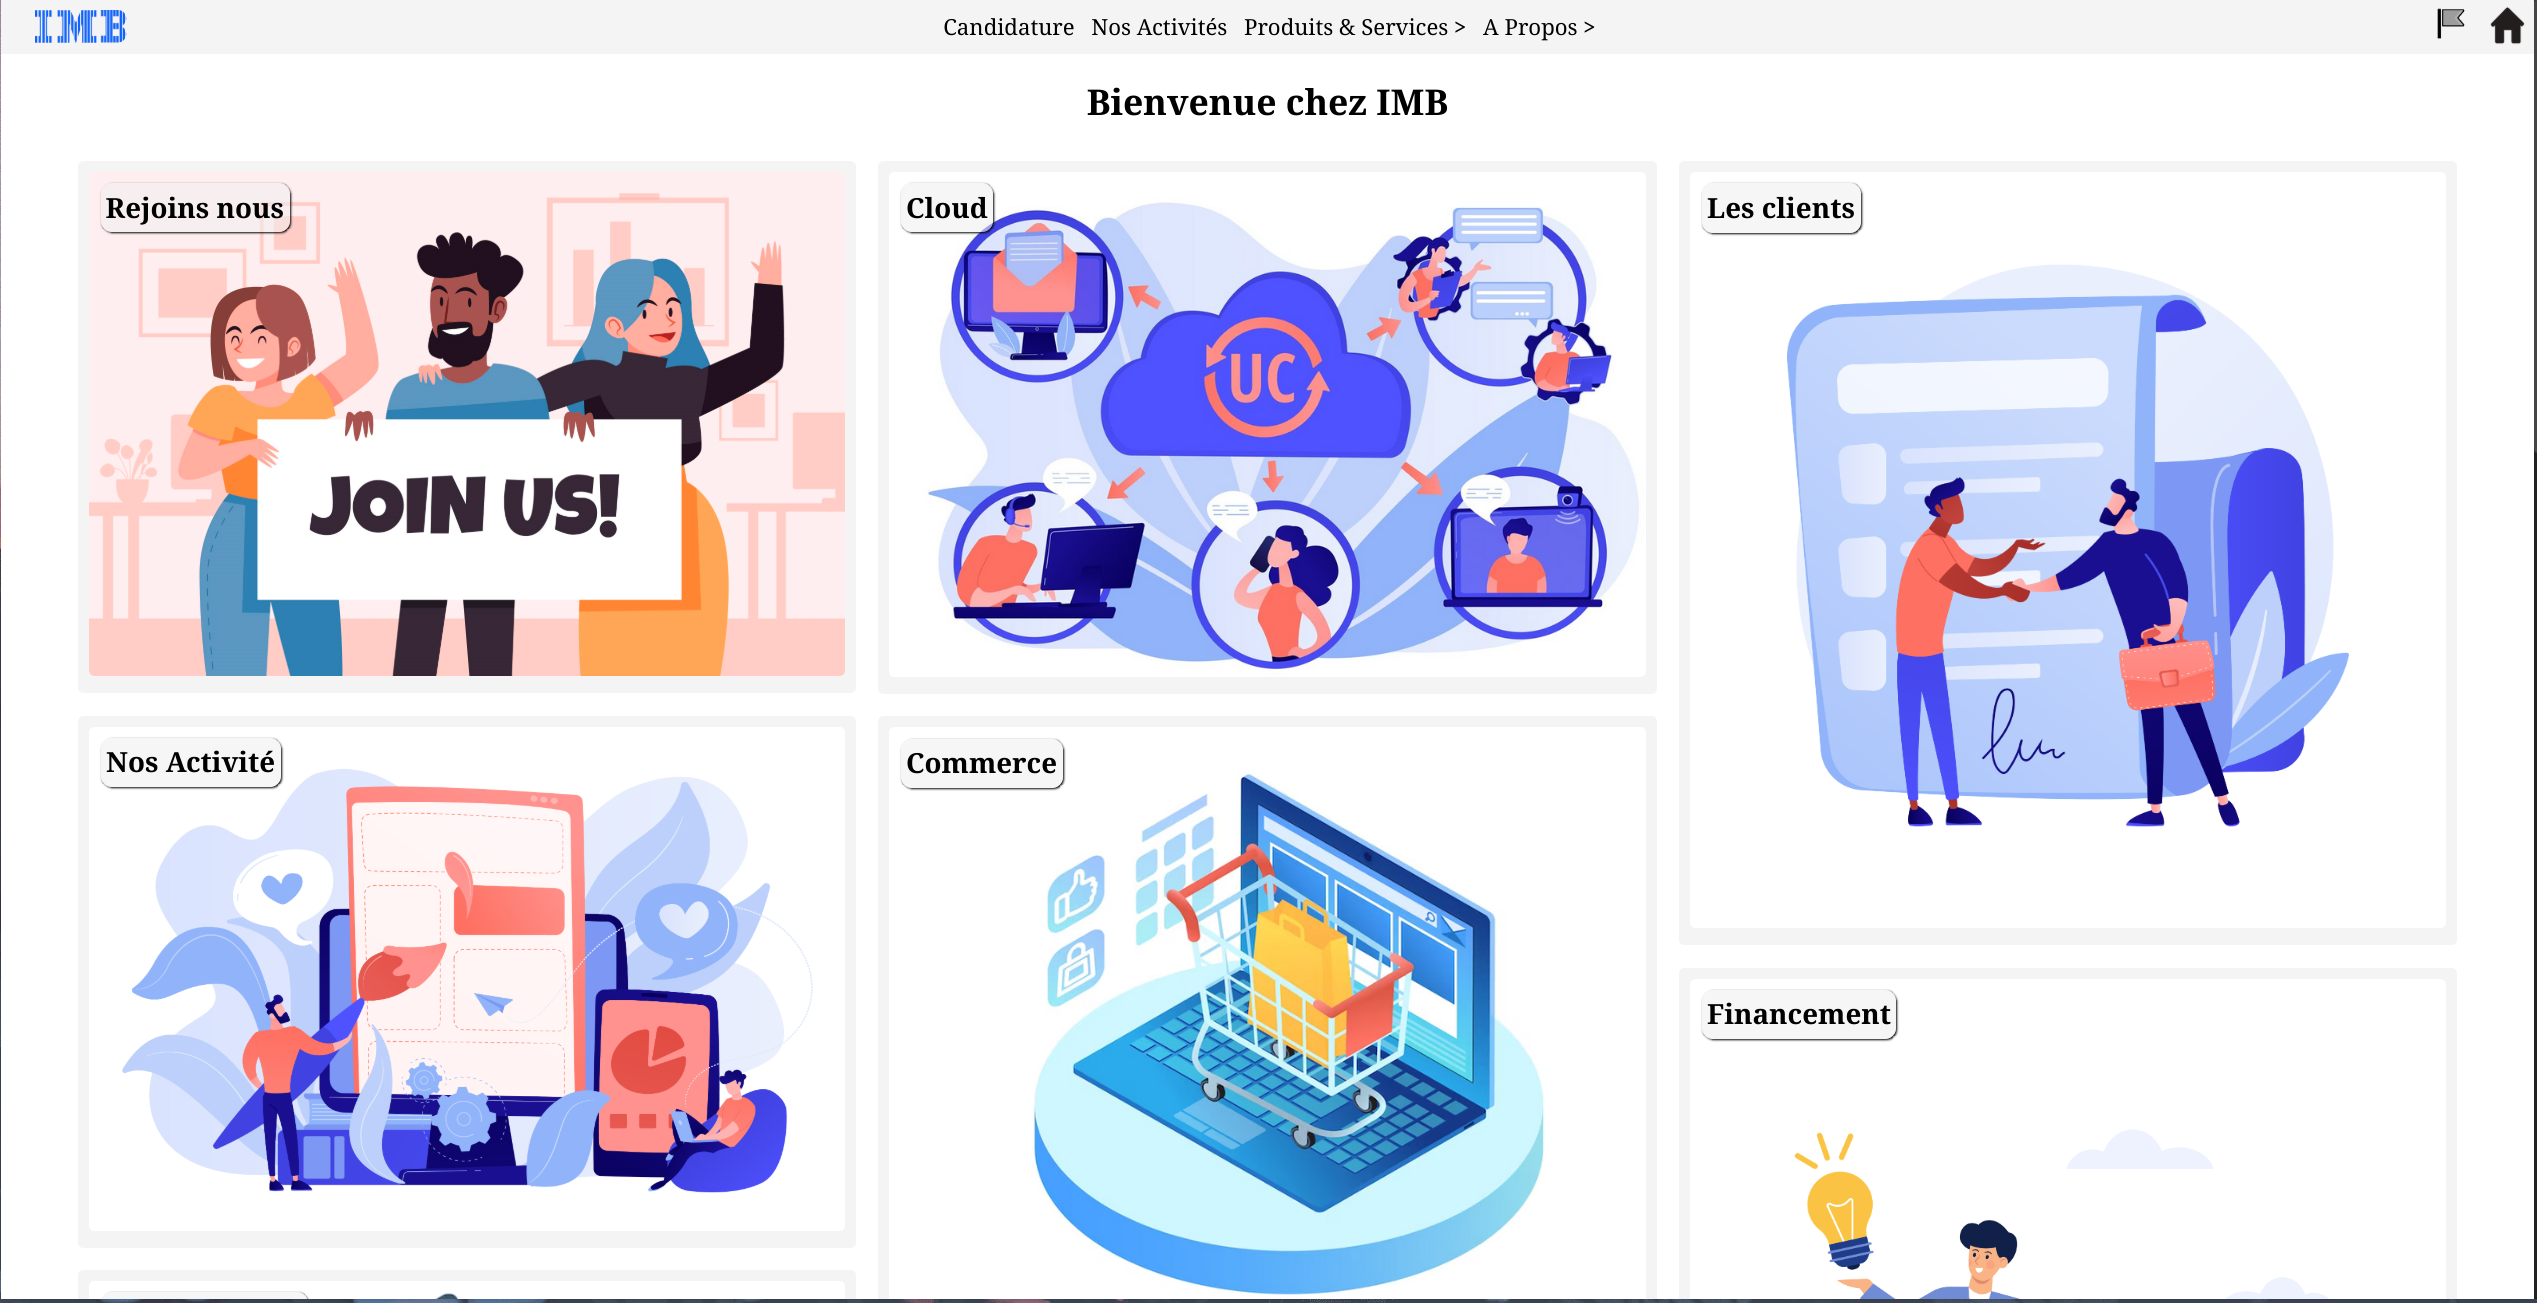 IMB
Candidature Nos Activités Produits & Services > A Propos >
Bienvenue chez IMB
Rejoins nous
JOIN US!
Cloud
UC
Les clients
Nos Activité
Commerce
Financement